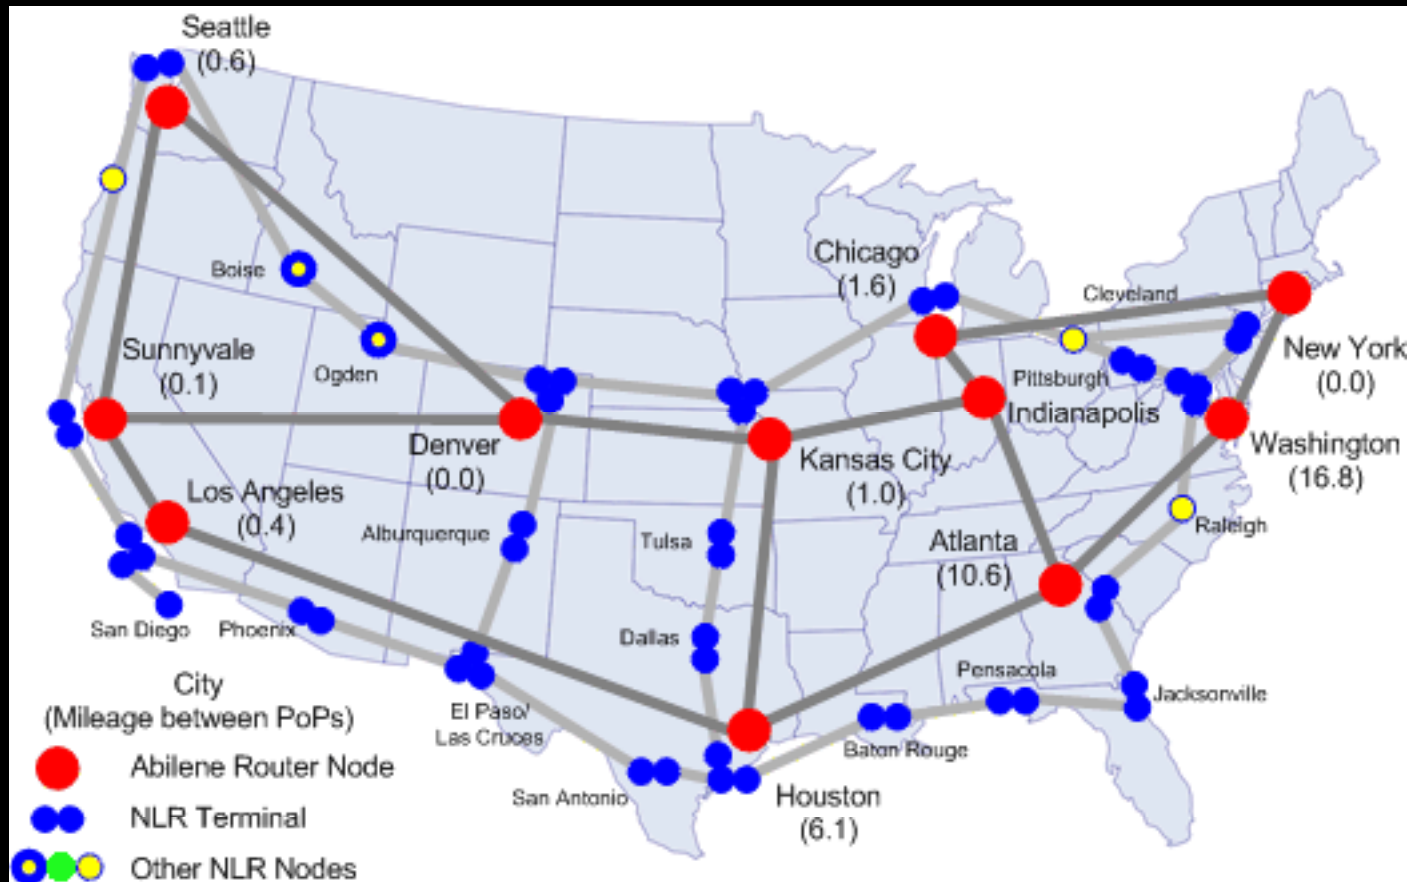 Seattle
(0.6)
Chicago
(1.6)
Boise
Cleveland
Sunnyvale
(0.1)
Ogden
New York
(0.0)
Pittsburgh
Indianapolis
Denver
(0.0)
Kansas City
(1.0)
Washington
(16.8)
Los Angeles
(0.4)
Alburquerque
Tulsa
Atlanta
(10.6)
Raleigh
San Diego
Phoenix
Dallas
Pensacola
Jacksonville
El Paso/
Las Cruces
Baton Rouge
San Antonio
Houston
(6.1)
City
(Mileage between PoPs)
Abilene Router Node
NLR Terminal
Other NLR Nodes